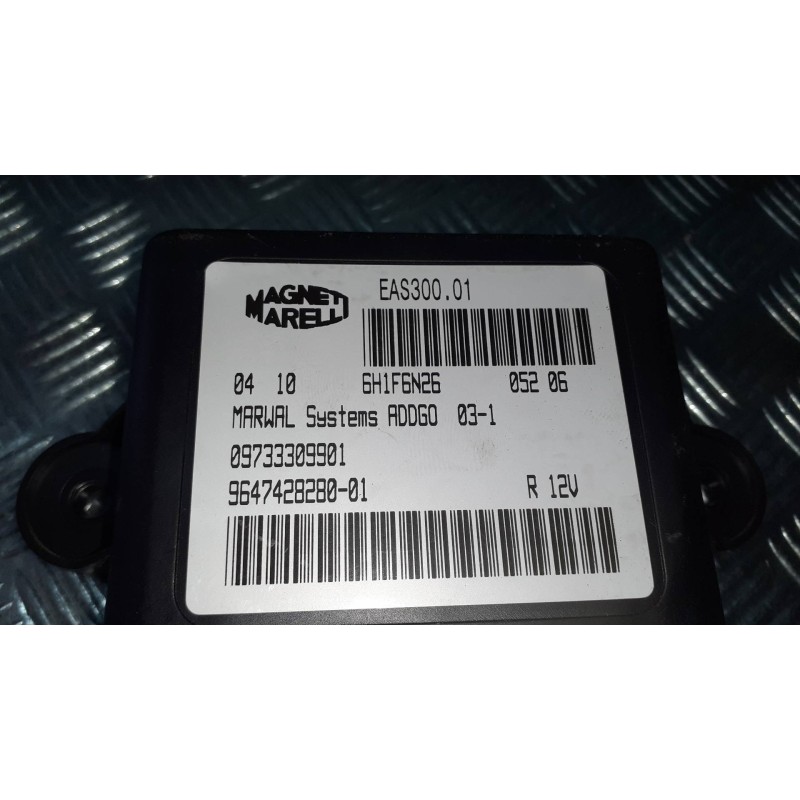 MAGNETI
MARELLI
EAS300.01
04 10 6H1F6N26 052 06
MARWAL Systems ADDGO 03-1
09733309901
9647428280-01 R 12V